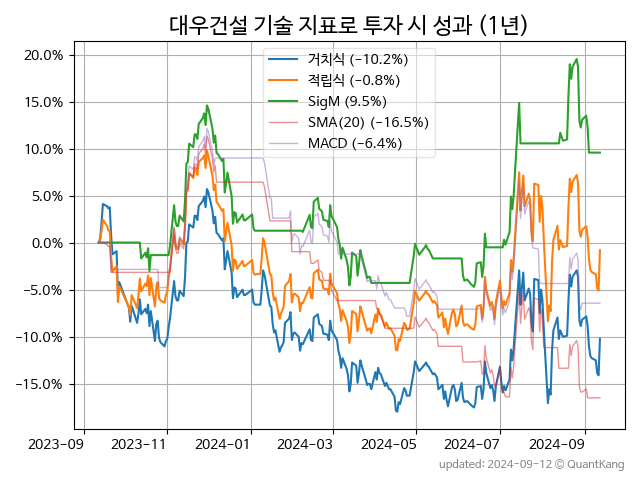 대우건설 기술 지표로 투자 시 성과 (1년)
20.0%
15.0%
10.0%
5.0%
0.0%
−5.0%
−10.0%
−15.0%
거치식 (−10.2%)
적립식 (−0.8%)
SigM (9.5%)
SMA(20) (−16.5%)
MACD (−6.4%)
2023-09 2023-11 2024-01 2024-03 2024-05 2024-07 2024-09
updated: 2024-09-12 © QuantKang